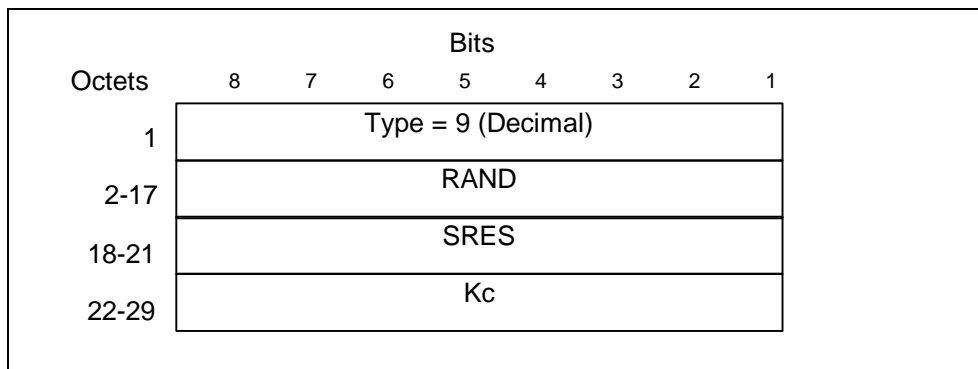 Bits
Octets 8 7 6 5 4 3 2 1
1 Type = 9 (Decimal)
2-17 RAND
18-21 SRES
22-29 Kc